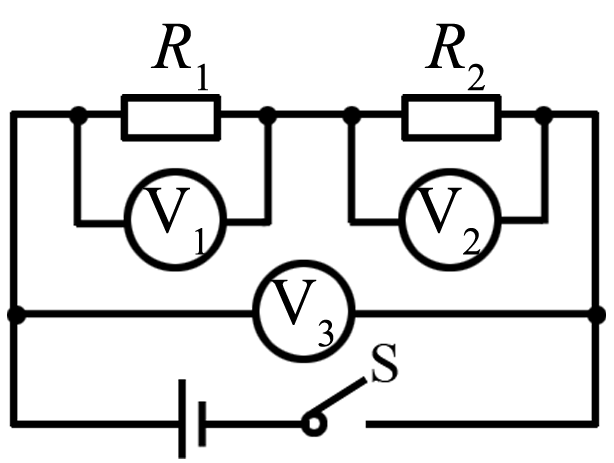 R₁ R₂
V₁ V₂
V₃
S